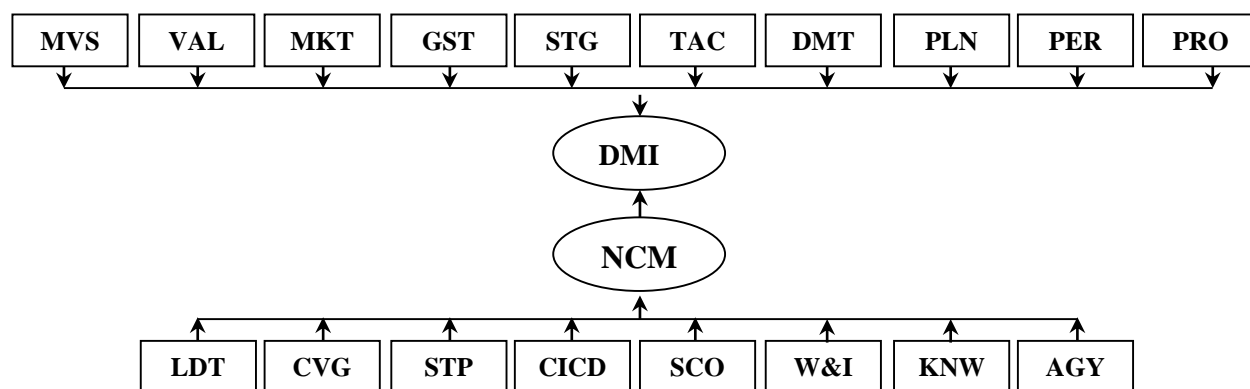 MVS VAL MKT GST STG TAC DMT PLN PER PRO
DMI
NCM
LDT CVG STP CICD SCO W&I KNW AGY